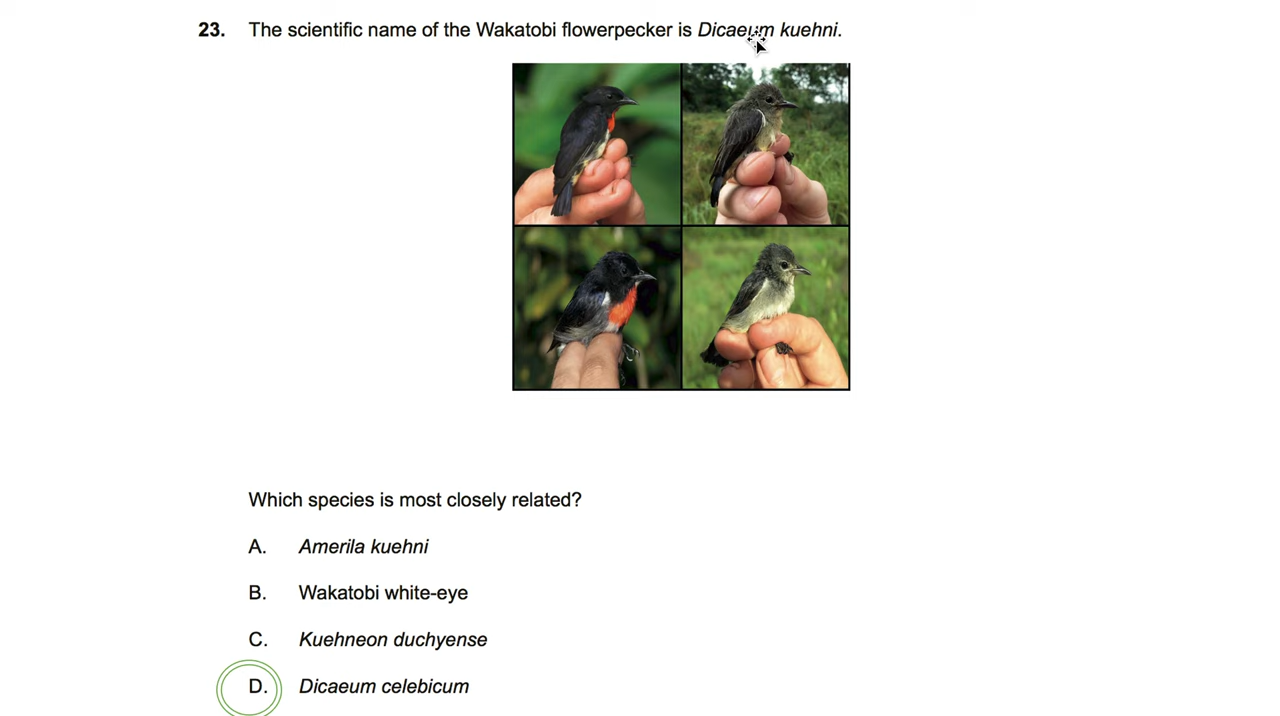 23. The scientific name of the Wakatobi flowerpecker is Dicaeum kuehni.
Which species is most closely related?
A. Amerila kuehni
B. Wakatobi white-eye
C. Kuehneon duchyense
D. Dicaeum celebicum